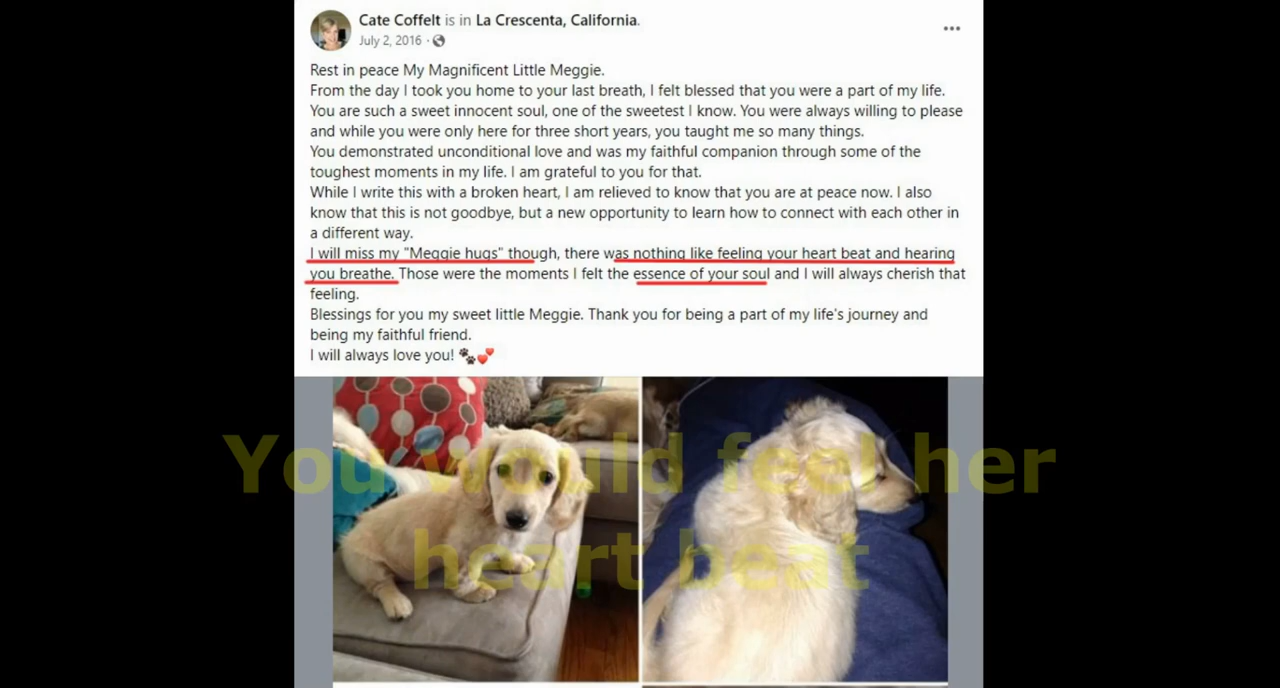 Cate Coffelt is in La Crescenta, California.
July 2, 2016 ·
Rest in peace My Magnificent Little Meggie.
From the day I took you home to your last breath, I felt blessed that you were a part of my life.
You are such a sweet innocent soul, one of the sweetest I know. You were always willing to please
and while you were only here for three short years, you taught me so many things.
You demonstrated unconditional love and was my faithful companion through some of the
toughest moments in my life. I am grateful to you for that.
While I write this with a broken heart, I am relieved to know that you are at peace now. I also
know that this is not goodbye, but a new opportunity to learn how to connect with each other in
a different way.
I will miss my "Meggie hugs" though, there was nothing like feeling your heart beat and hearing
you breathe. Those were the moments I felt the essence of your soul and I will always cherish that
feeling.
Blessings for you my sweet little Meggie. Thank you for being a part of my life's journey and
being my faithful friend.
I will always love you! 🐾💕
You would feel her
heart beat